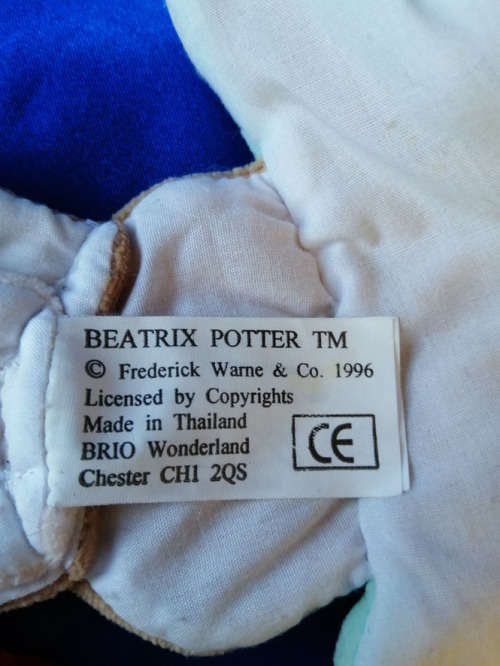 BEATRIX POTTER TM
© Frederick Warne & Co. 1996
Licensed by Copyrights
Made in Thailand
BRIO Wonderland
Chester CH1 2QS
CE